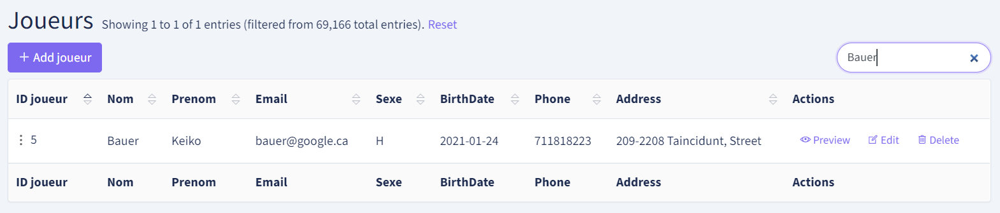 Joueurs Showing 1 to 1 of 1 entries (filtered from 69,166 total entries). Reset
+ Add joueur
Bauer
ID joueur Nom Prenom Email Sexe BirthDate Phone Address Actions
5 Bauer Keiko bauer@google.ca H 2021-01-24 711818223 209-2208 Taincidunt, Street Preview Edit Delete
ID joueur Nom Prenom Email Sexe BirthDate Phone Address Actions